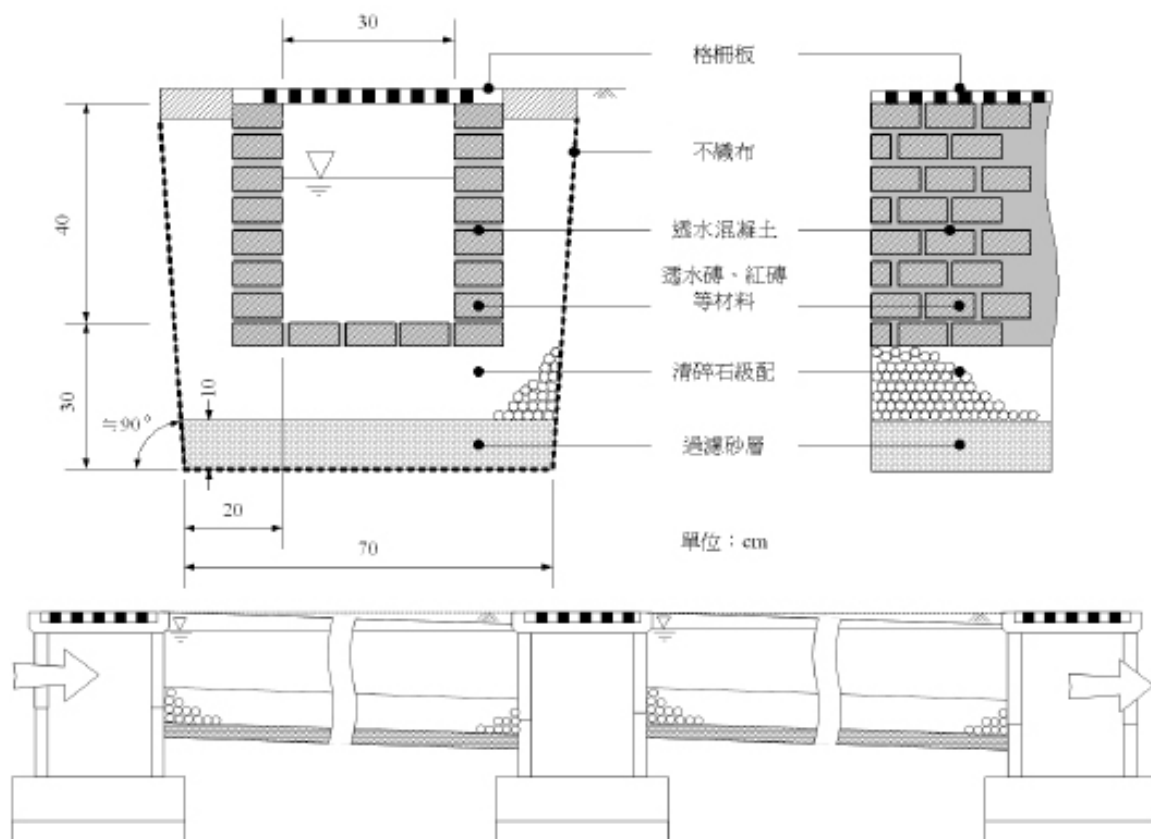 30
格柵板
不織布
40
透水混凝土
透水磚、紅磚
等材料
30
10
清碎石級配
≒90°
過濾砂層
20
單位：cm
70